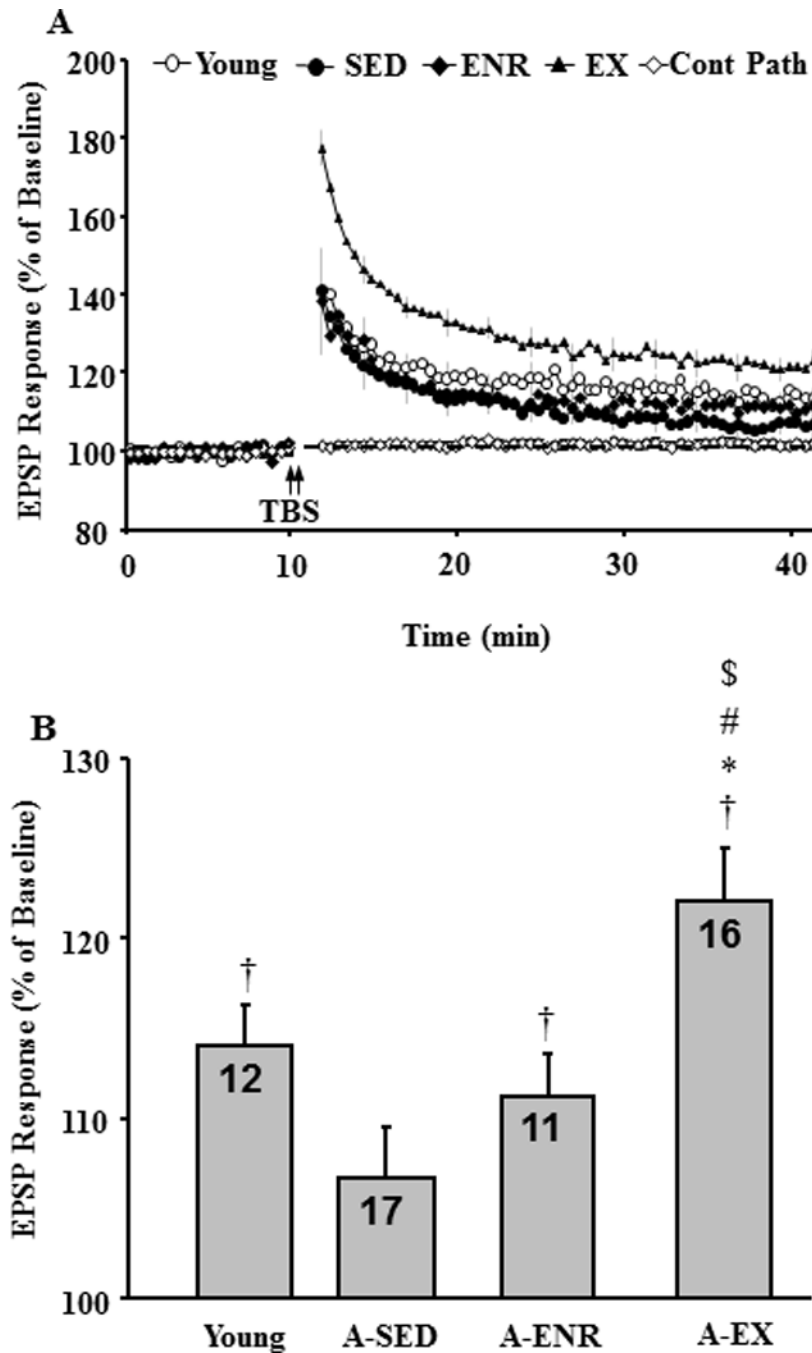 A
200 Young SED ENR EX Cont Path
180
160
140
120
100
80
EPSP Response (% of Baseline)
TBS
0 10 20 30 40
Time (min)
B
$
#
*
†
† †
130
120
110
100
EPSP Response (% of Baseline)
12 17 11 16
Young A-SED A-ENR A-EX